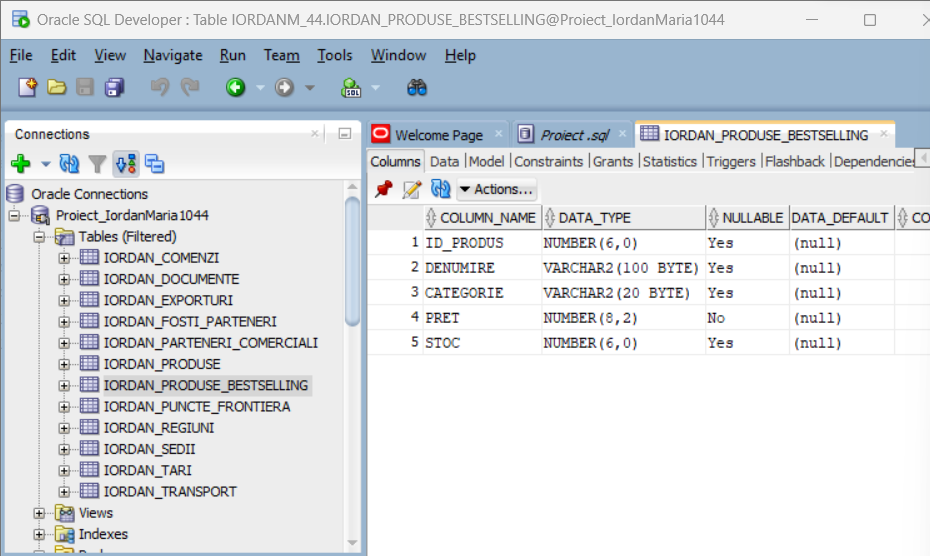 Oracle SQL Developer : Table IORDANM_44.IORDAN_PRODUSE_BESTSELLING@Proiect_IordanMaria1044
File Edit View Navigate Run Team Tools Window Help
SQL
Connections
Oracle Connections
Proiect_IordanMaria1044
Tables (Filtered)
IORDAN_COMENZI
IORDAN_DOCUMENTE
IORDAN_EXPORTURI
IORDAN_FOSTI_PARTENERI
IORDAN_PARTENERI_COMERCIALI
IORDAN_PRODUSE
IORDAN_PRODUSE_BESTSELLING
IORDAN_PUNCTE_FRONTIERA
IORDAN_REGIUNI
IORDAN_SEDII
IORDAN_TARI
IORDAN_TRANSPORT
Views
Indexes
Welcome Page Proiect .sql IORDAN_PRODUSE_BESTSELLING
Columns Data Model Constraints Grants Statistics Triggers Flashback Dependencies
Actions...
COLUMN_NAME DATA_TYPE NULLABLE DATA_DEFAULT CO
1 ID_PRODUS NUMBER(6,0) Yes (null)
2 DENUMIRE VARCHAR2(100 BYTE) Yes (null)
3 CATEGORIE VARCHAR2(20 BYTE) Yes (null)
4 PRET NUMBER(8,2) No (null)
5 STOC NUMBER(6,0) Yes (null)